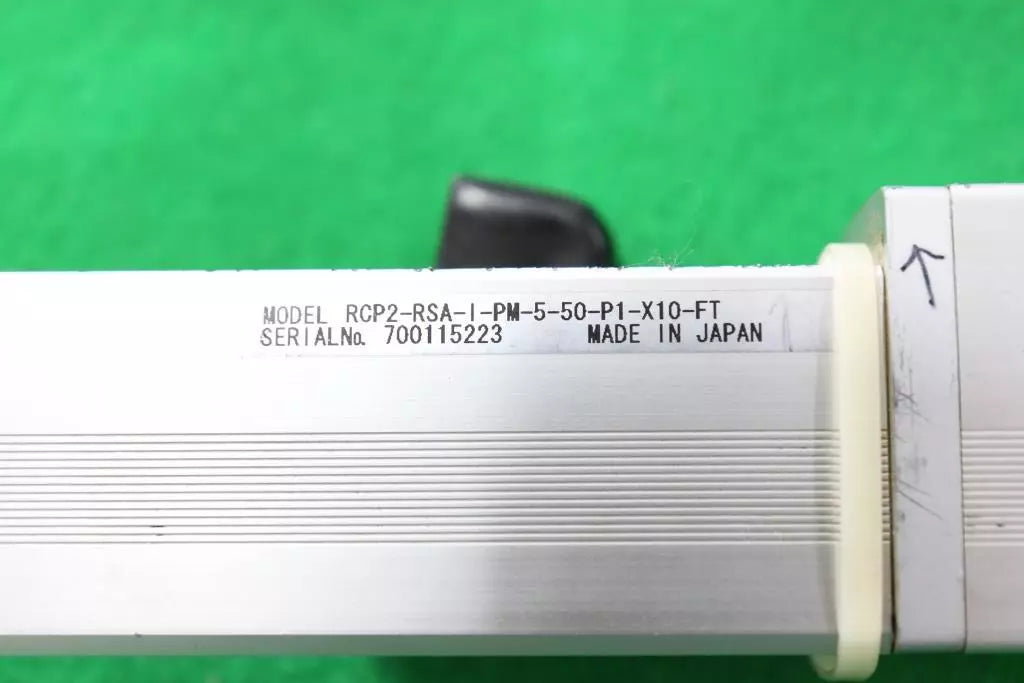 MODEL RCP2-RSA-I-PM-5-50-P1-X10-FT
SERIALNo. 700115223 MADE IN JAPAN